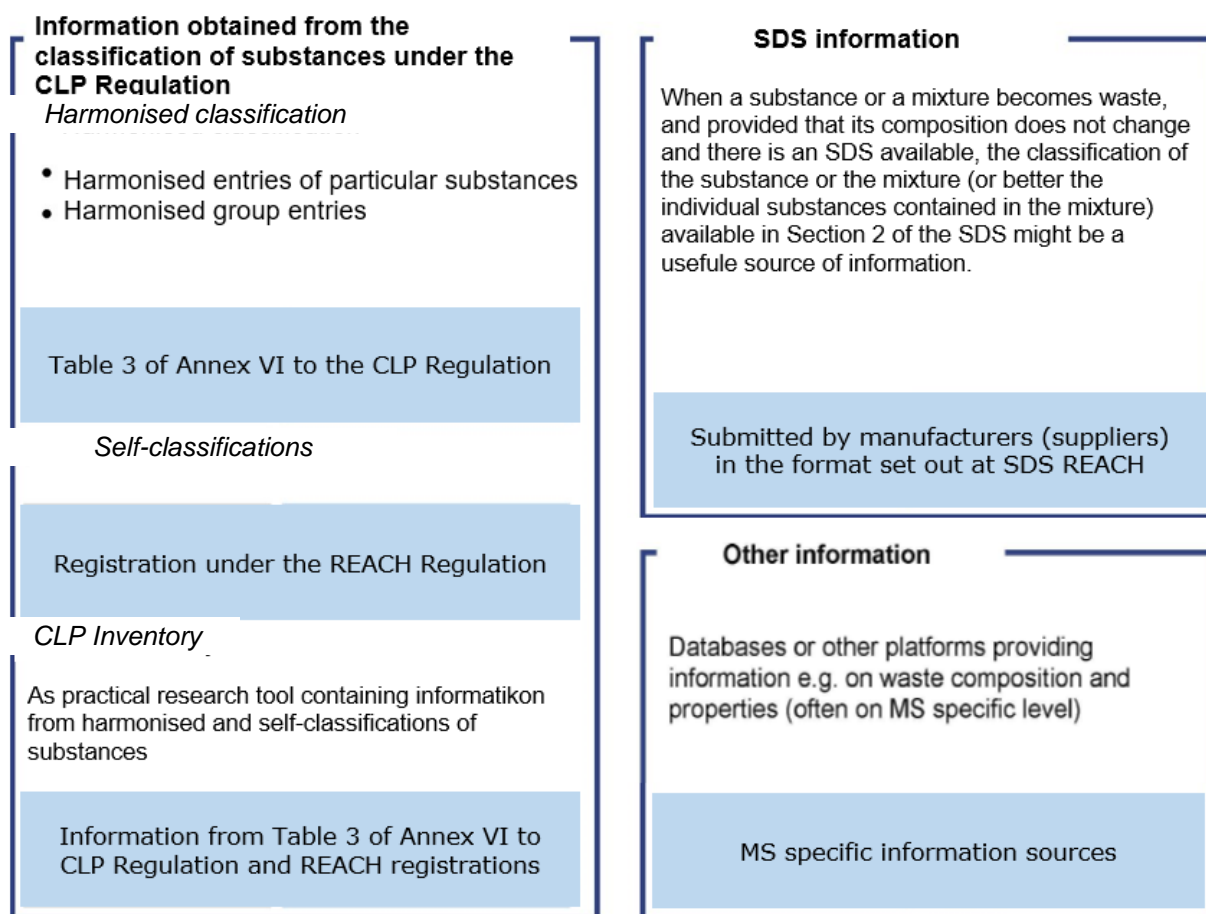 Information obtained from the
classification of substances under the
CLP Regulation
Harmonised classification
• Harmonised entries of particular substances
• Harmonised group entries
Table 3 of Annex VI to the CLP Regulation
Self-classifications
Registration under the REACH Regulation
CLP Inventory
As practical research tool containing informatikon
from harmonised and self-classifications of
substances
Information from Table 3 of Annex VI to
CLP Regulation and REACH registrations
SDS information
When a substance or a mixture becomes waste,
and provided that its composition does not change
and there is an SDS available, the classification of
the substance or the mixture (or better the
individual substances contained in the mixture)
available in Section 2 of the SDS might be a
usefule source of information.
Submitted by manufacturers (suppliers)
in the format set out at SDS REACH
Other information
Databases or other platforms providing
information e.g. on waste composition and
properties (often on MS specific level)
MS specific information sources